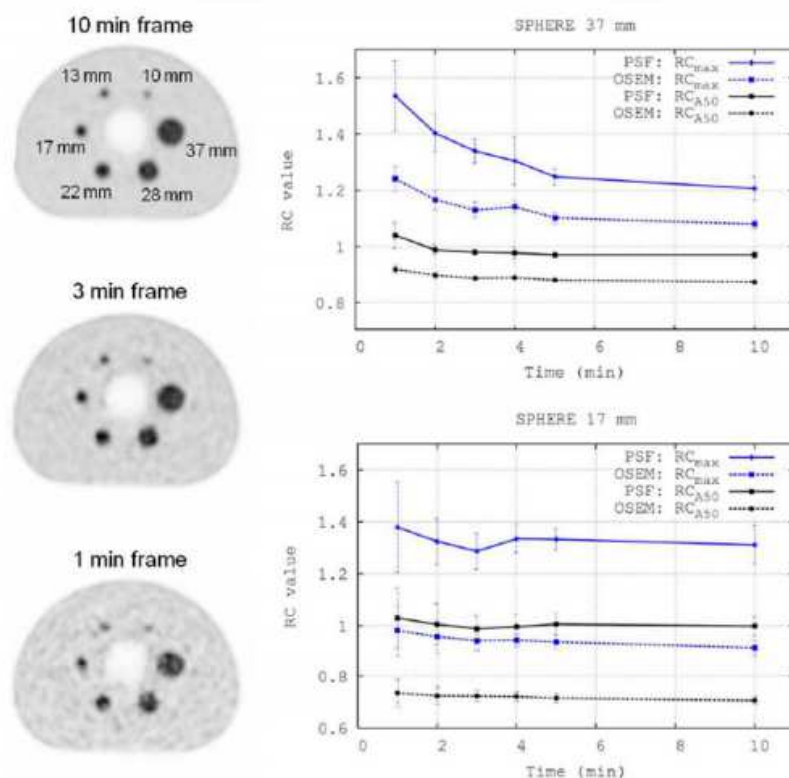 10 min frame
13 mm 10 mm
17 mm
37 mm
22 mm 28 mm
3 min frame
1 min frame
SPHERE 37 mm
PSF: RCmax
OSEM: RCmax
PSF: RCA50
OSEM: RCA50
RC value
1.6
1.4
1.2
1
0.8
0 2 4 6 8 10
Time (min)
SPHERE 17 mm
PSF: RCmax
OSEM: RCmax
PSF: RCA50
OSEM: RCA50
RC value
1.6
1.4
1.2
1
0.8
0.6
0 2 4 6 8 10
Time (min)